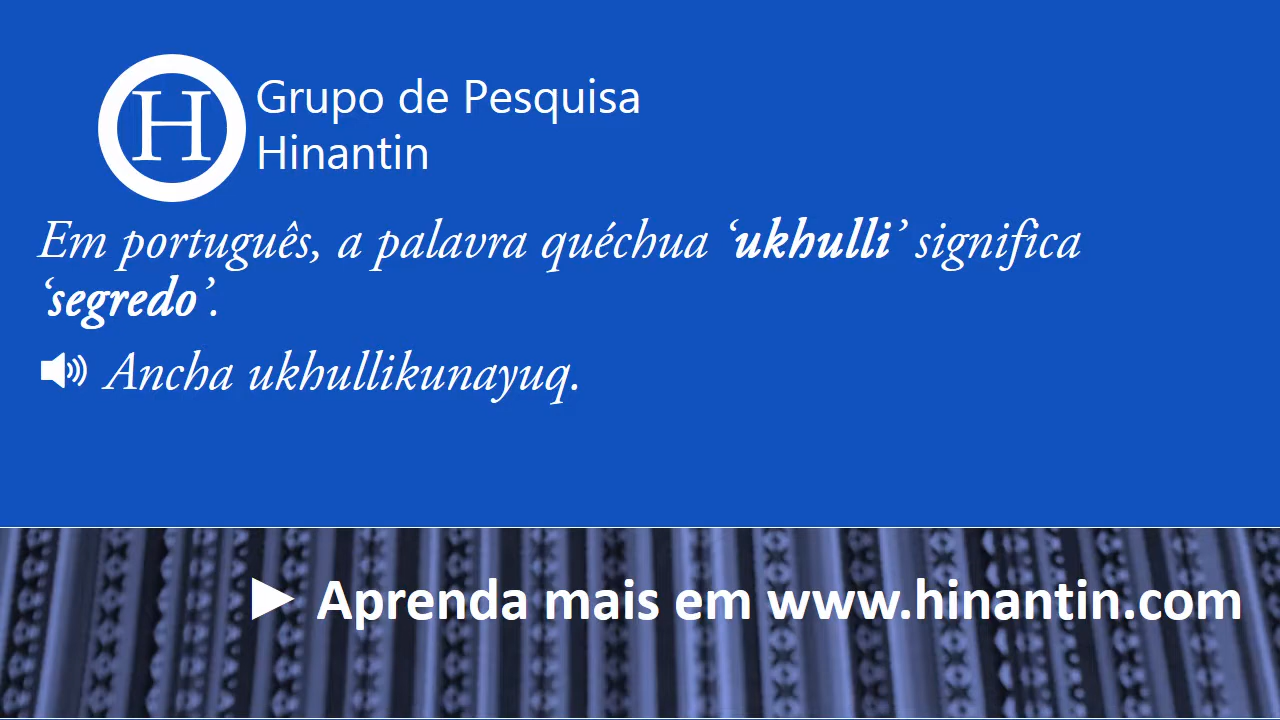 H
Grupo de Pesquisa
Hinantin
Em português, a palavra quéchua ‘ukhulli’ significa
‘segredo’.
Ancha ukhullikunayuq.
Aprenda mais em www.hinantin.com